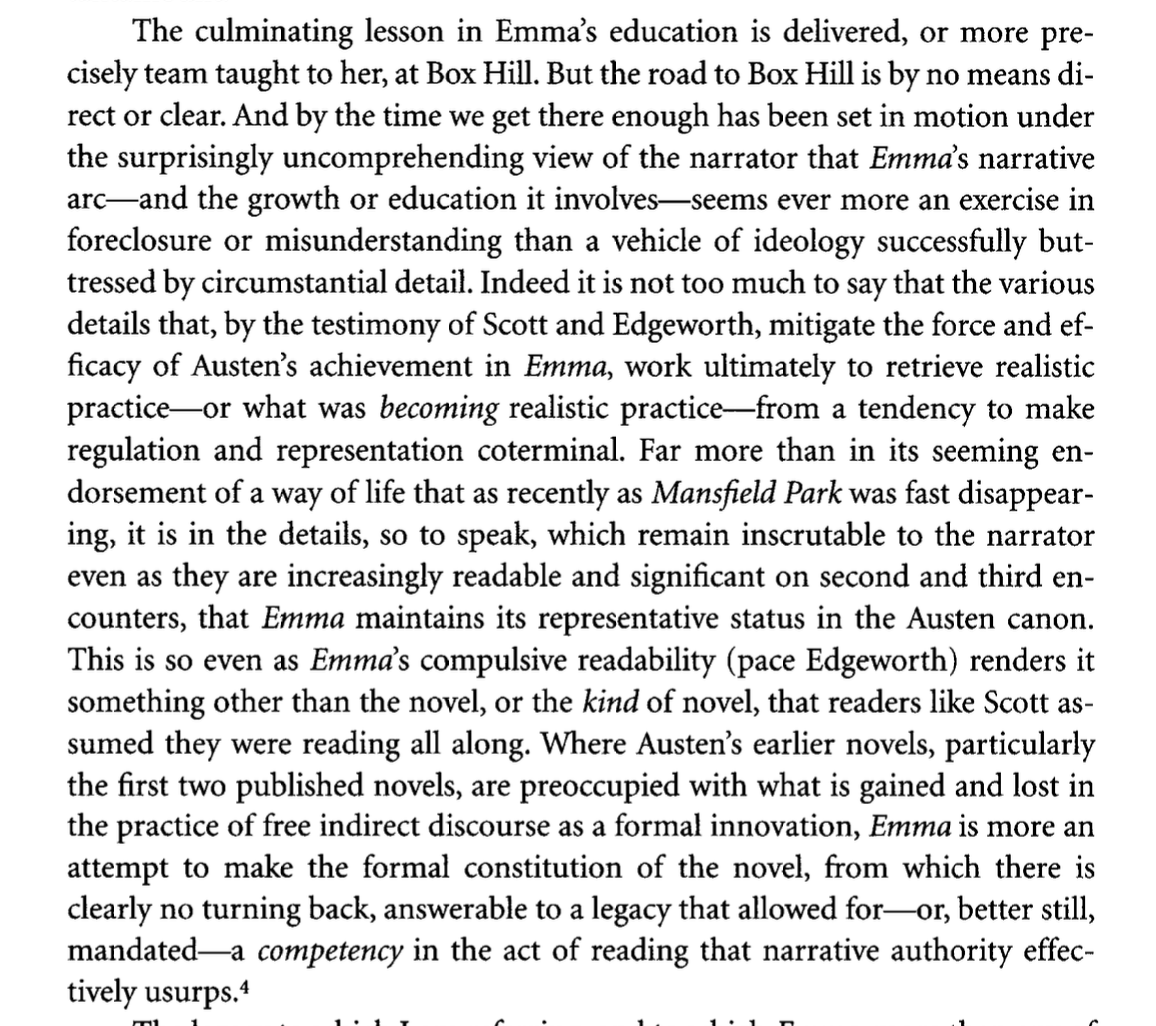 The culminating lesson in Emma’s education is delivered, or more pre-
cisely team taught to her, at Box Hill. But the road to Box Hill is by no means di-
rect or clear. And by the time we get there enough has been set in motion under
the surprisingly uncomprehending view of the narrator that Emma’s narrative
arc—and the growth or education it involves—seems ever more an exercise in
foreclosure or misunderstanding than a vehicle of ideology successfully but-
tressed by circumstantial detail. Indeed it is not too much to say that the various
details that, by the testimony of Scott and Edgeworth, mitigate the force and ef-
ficacy of Austen’s achievement in Emma, work ultimately to retrieve realistic
practice—or what was becoming realistic practice—from a tendency to make
regulation and representation coterminal. Far more than in its seeming en-
dorsement of a way of life that as recently as Mansfield Park was fast disappear-
ing, it is in the details, so to speak, which remain inscrutable to the narrator
even as they are increasingly readable and significant on second and third en-
counters, that Emma maintains its representative status in the Austen canon.
This is so even as Emma’s compulsive readability (pace Edgeworth) renders it
something other than the novel, or the kind of novel, that readers like Scott as-
sumed they were reading all along. Where Austen’s earlier novels, particularly
the first two published novels, are preoccupied with what is gained and lost in
the practice of free indirect discourse as a formal innovation, Emma is more an
attempt to make the formal constitution of the novel, from which there is
clearly no turning back, answerable to a legacy that allowed for—or, better still,
mandated—a competency in the act of reading that narrative authority effec-
tively usurps.⁴